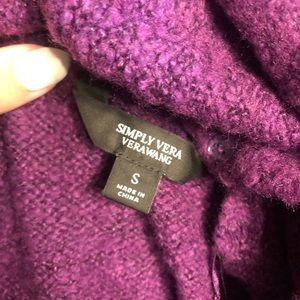 SIMPLY VERA
VERAWANG
S
MADE IN
CHINA